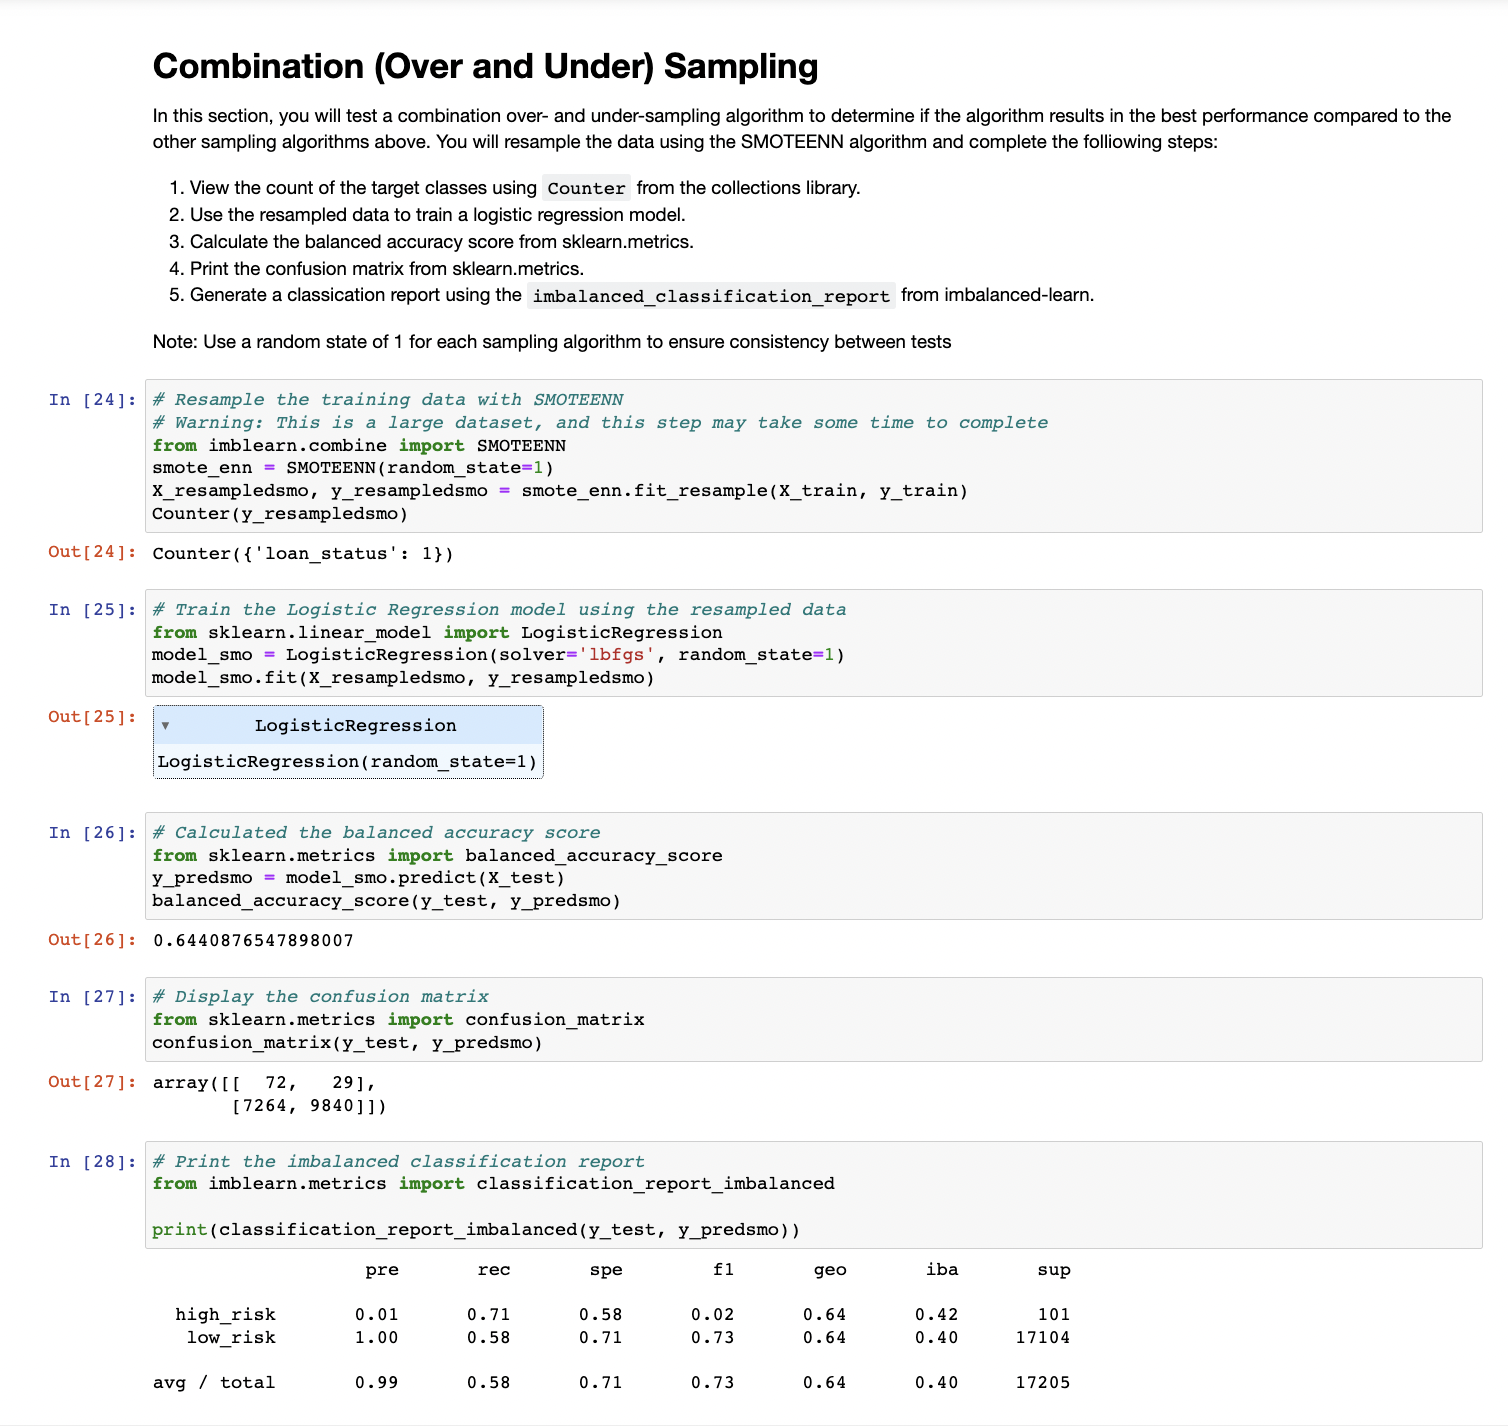 Combination (Over and Under) Sampling
In this section, you will test a combination over- and under-sampling algorithm to determine if the algorithm results in the best performance compared to the
other sampling algorithms above. You will resample the data using the SMOTEENN algorithm and complete the following steps:
1. View the count of the target classes using Counter from the collections library.
2. Use the resampled data to train a logistic regression model.
3. Calculate the balanced accuracy score from sklearn.metrics.
4. Print the confusion matrix from sklearn.metrics.
5. Generate a classication report using the imbalanced_classification_report from imbalanced-learn.
Note: Use a random state of 1 for each sampling algorithm to ensure consistency between tests
In [24]: # Resample the training data with SMOTEENN
# Warning: This is a large dataset, and this step may take some time to complete
from imblearn.combine import SMOTEENN
smote_enn = SMOTEENN(random_state=1)
X_resampledsmo, y_resampledsmo = smote_enn.fit_resample(X_train, y_train)
Counter(y_resampledsmo)
Out[24]: Counter({'loan_status': 1})
In [25]: # Train the Logistic Regression model using the resampled data
from sklearn.linear_model import LogisticRegression
model_smo = LogisticRegression(solver='lbfgs', random_state=1)
model_smo.fit(X_resampledsmo, y_resampledsmo)
Out[25]: ▼ LogisticRegression
LogisticRegression(random_state=1)
In [26]: # Calculated the balanced accuracy score
from sklearn.metrics import balanced_accuracy_score
y_predsmo = model_smo.predict(X_test)
balanced_accuracy_score(y_test, y_predsmo)
Out[26]: 0.6440876547898007
In [27]: # Display the confusion matrix
from sklearn.metrics import confusion_matrix
confusion_matrix(y_test, y_predsmo)
Out[27]: array([[  72,   29],
       [7264, 9840]])
In [28]: # Print the imbalanced classification report
from imblearn.metrics import classification_report_imbalanced
print(classification_report_imbalanced(y_test, y_predsmo))
pre rec spe f1 geo iba sup
high_risk 0.01 0.71 0.58 0.02 0.64 0.42 101
low_risk 1.00 0.58 0.71 0.73 0.64 0.40 17104
avg / total 0.99 0.58 0.71 0.73 0.64 0.40 17205